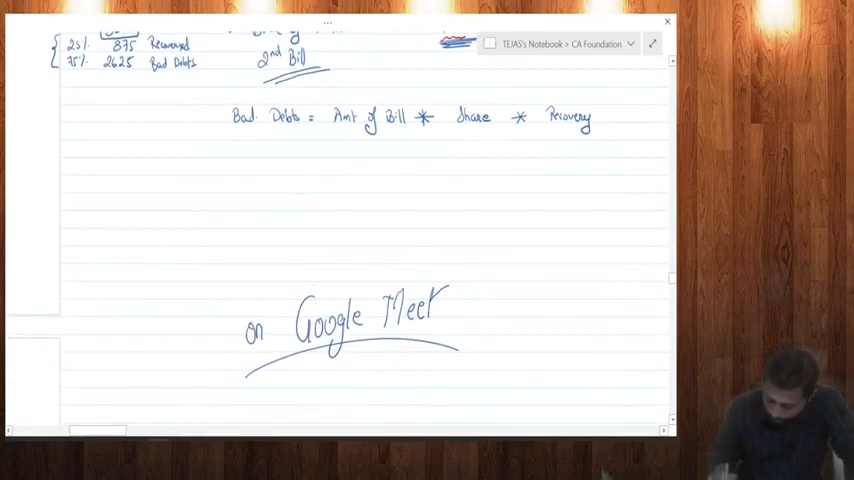 25% 875 Recovered
75% 2625 Bad Debts
2nd Bill
TEJAS's Notebook > CA Foundation
Bad Debts = Amt of Bill * Share * Recovery
on Google Meet